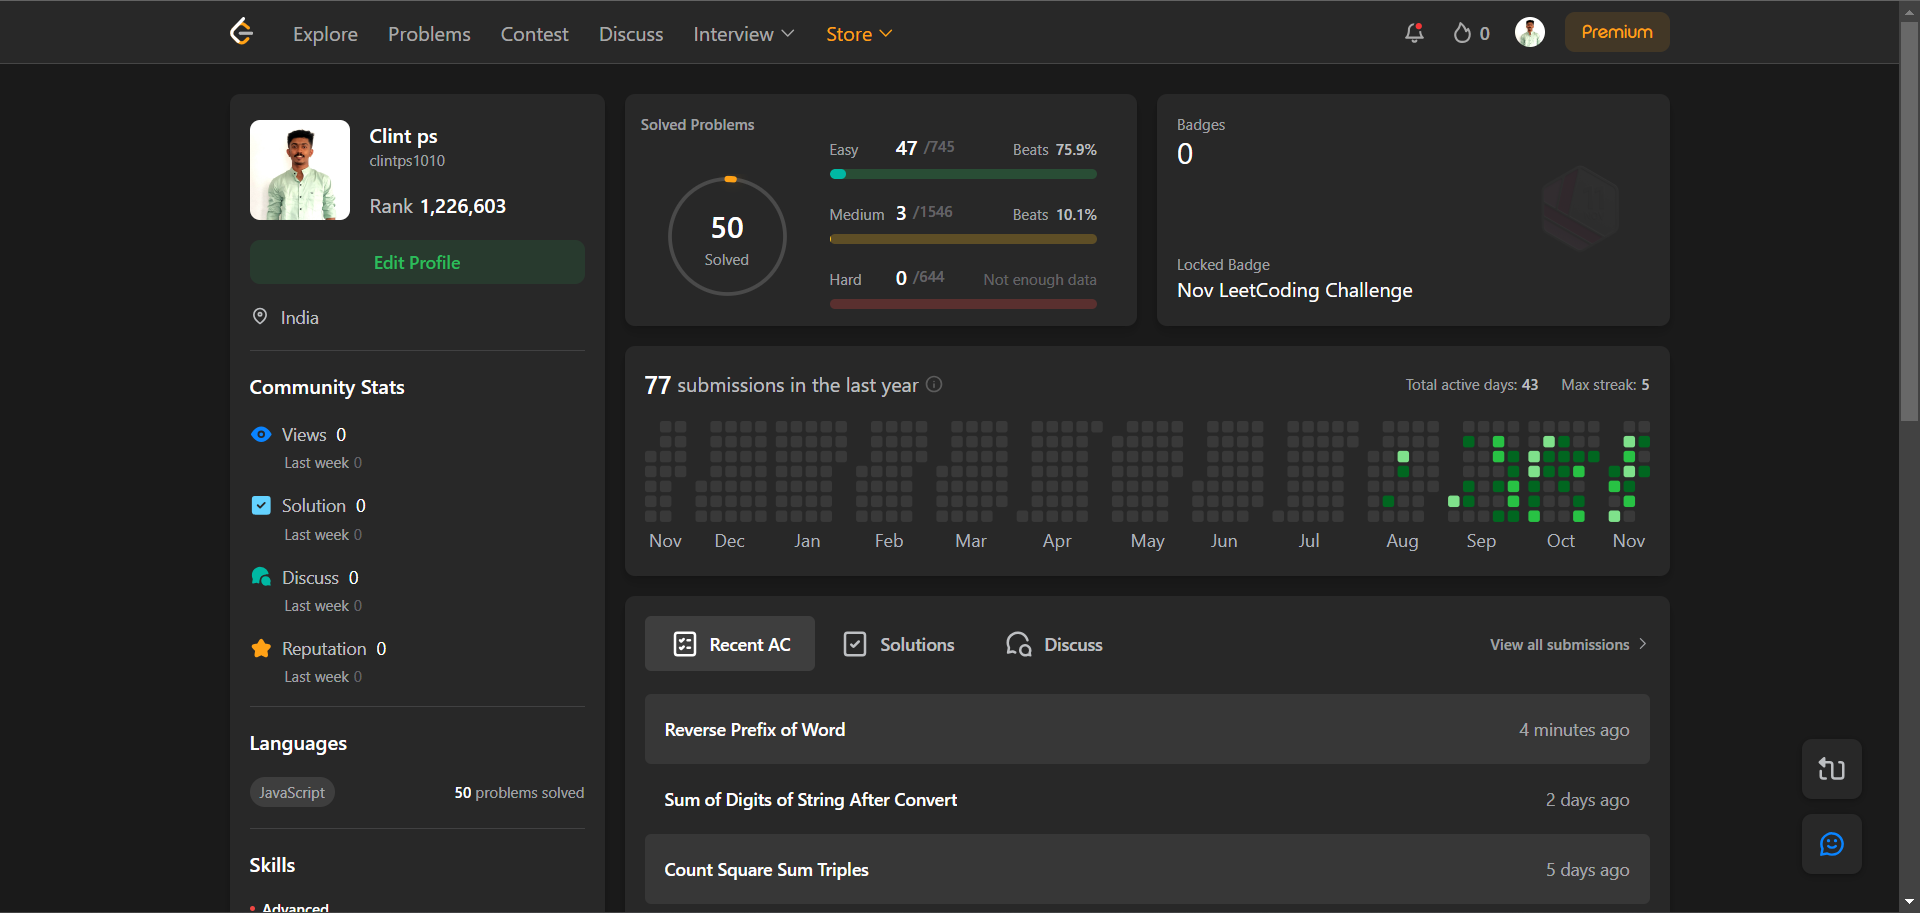 Explore Problems Contest Discuss Interview Store 0 Premium
Clint ps
clintps1010
Rank 1,226,603
Edit Profile
India
Community Stats
Views 0
Last week 0
Solution 0
Last week 0
Discuss 0
Last week 0
Reputation 0
Last week 0
Languages
JavaScript 50 problems solved
Skills
Advanced
Solved Problems
50
Solved
Easy 47 /745 Beats 75.9%
Medium 3 /1546 Beats 10.1%
Hard 0 /644 Not enough data
Badges
0
Locked Badge
Nov LeetCoding Challenge
77 submissions in the last year Total active days: 43 Max streak: 5
Nov Dec Jan Feb Mar Apr May Jun Jul Aug Sep Oct Nov
Recent AC Solutions Discuss View all submissions
Reverse Prefix of Word 4 minutes ago
Sum of Digits of String After Convert 2 days ago
Count Square Sum Triples 5 days ago